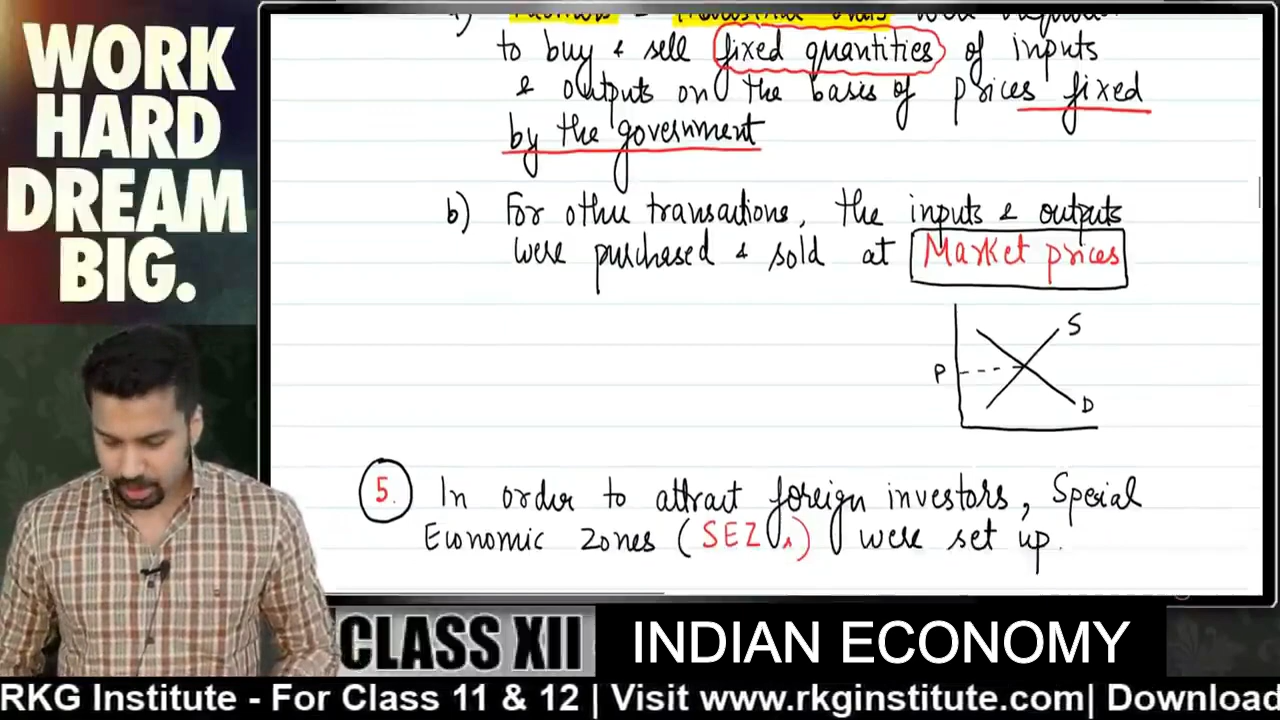 WORK
HARD
DREAM
BIG.
to buy & sell fixed quantities of inputs
& outputs on the basis of prices fixed
by the government
b) For other transactions, the inputs & outputs
were purchased & sold at Market prices
S
P
D
5. In order to attract foreign investors, Special
Economic Zones (SEZs) were set up.
CLASS XII
INDIAN ECONOMY
RKG Institute - For Class 11 & 12 | Visit www.rkginstitute.com| Download